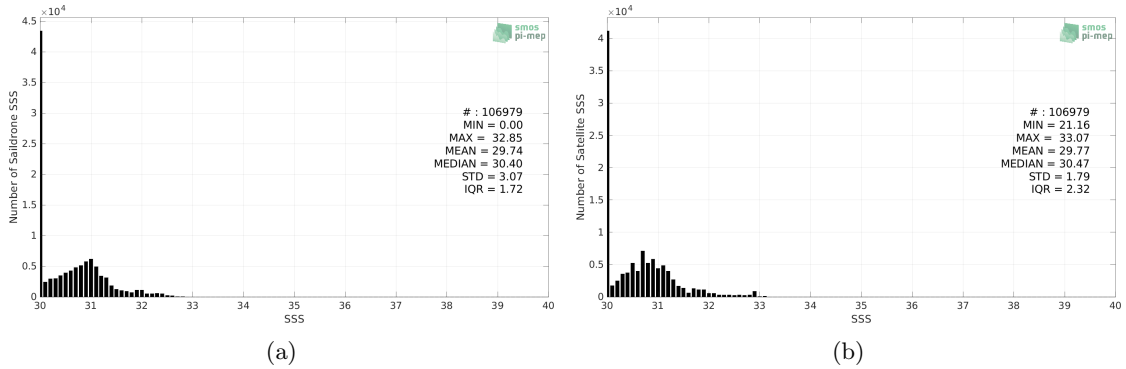 ×10^4
4.5
4
3.5
3
2.5
2
1.5
1
0.5
0
Number of Saildrone SSS
smos
pi-mep
# : 106979
MIN = 0.00
MAX = 32.85
MEAN = 29.74
MEDIAN = 30.40
STD = 3.07
IQR = 1.72
30 31 32 33 34 35 36 37 38 39 40
SSS
(a)
×10^4
4
3.5
3
2.5
2
1.5
1
0.5
0
Number of Satellite SSS
smos
pi-mep
# : 106979
MIN = 21.16
MAX = 33.07
MEAN = 29.77
MEDIAN = 30.47
STD = 1.79
IQR = 2.32
30 31 32 33 34 35 36 37 38 39 40
SSS
(b)